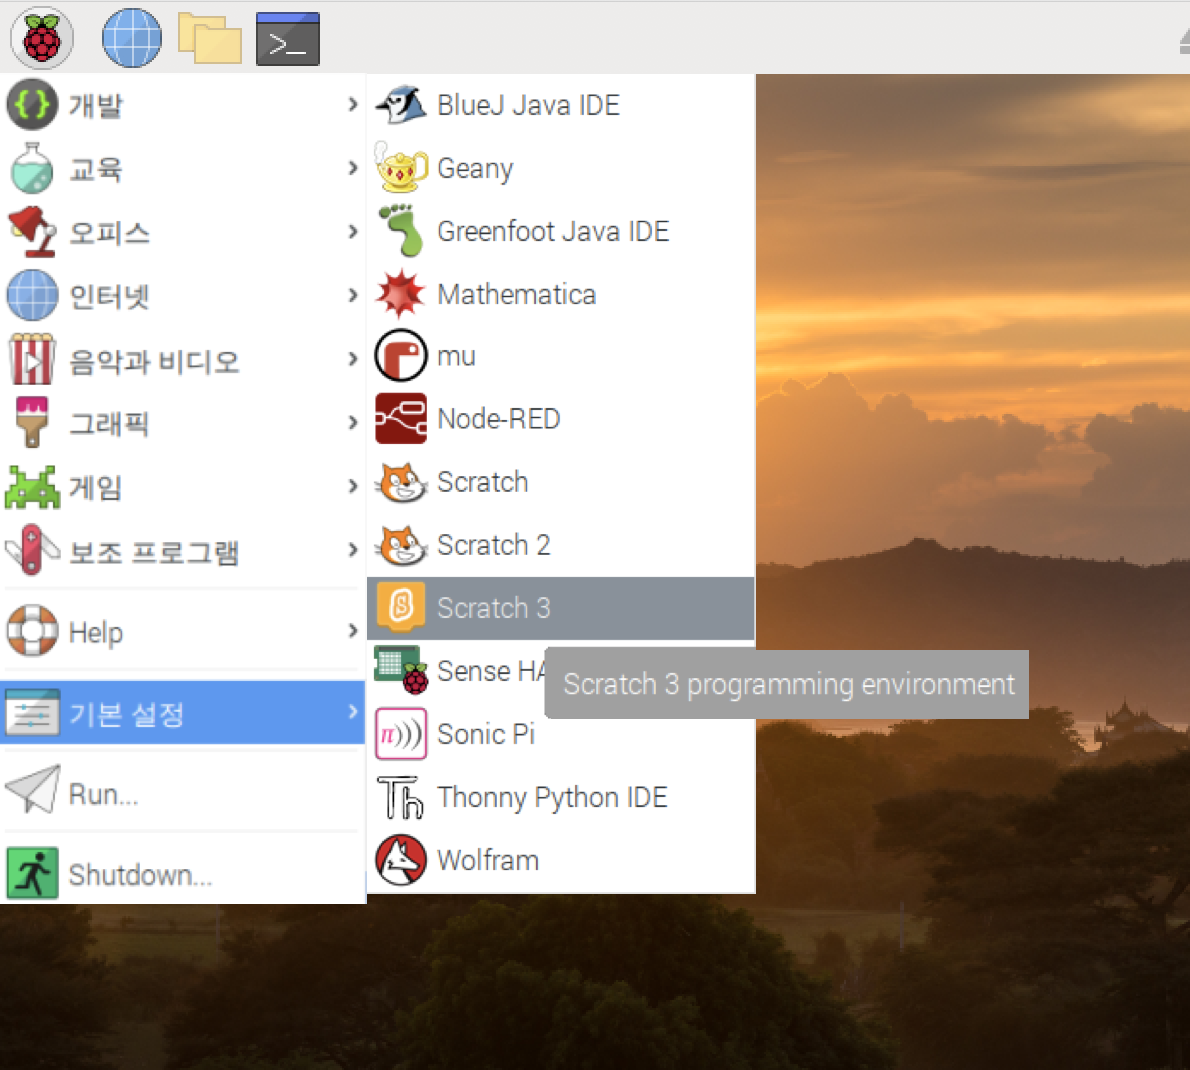 개발
교육
오피스
인터넷
음악과 비디오
그래픽
게임
보조 프로그램
Help
기본 설정
Run...
Shutdown...
BlueJ Java IDE
Geany
Greenfoot Java IDE
Mathematica
mu
Node-RED
Scratch
Scratch 2
Scratch 3
Sense HA
Scratch 3 programming environment
Sonic Pi
Thonny Python IDE
Wolfram